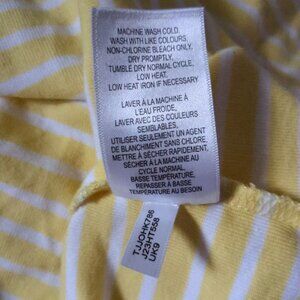 MACHINE WASH COLD.
WASH WITH LIKE COLOURS,
NON-CHLORINE BLEACH ONLY,
DRY PROMPTLY,
TUMBLE DRY NORMAL CYCLE,
LOW HEAT.
LOW HEAT IRON IF NECESSARY
LAVER À LA MACHINE À
L'EAU FROIDE,
LAVER AVEC DES COULEURS
SEMBLABLES,
UTILISER SEULEMENT UN AGENT
DE BLANCHIMENT SANS CHLORE
METTRE À SÉCHER RAPIDEMENT,
SÉCHER À LA MACHINE AU
CYCLE NORMAL
BASSE TEMPÉRATURE,
REPASSER À BASSE
TEMPÉRATURE AU BESOIN
TJJOHK786
J23HT558
UK9